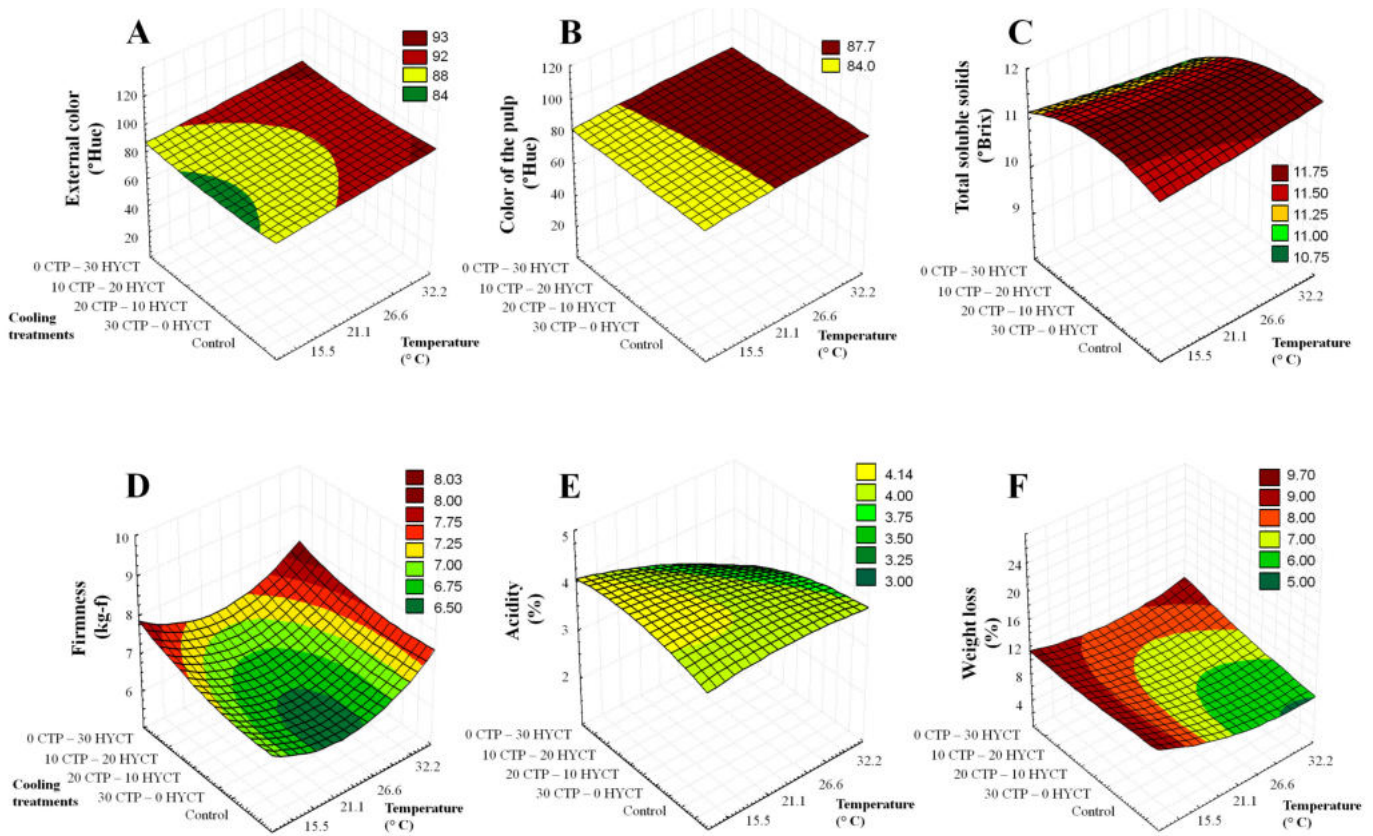 A
93
92
88
84
External color
(°Hue)
120
100
80
60
40
20
0 CTP – 30 HYCT
10 CTP – 20 HYCT
20 CTP – 10 HYCT
30 CTP – 0 HYCT
Control
Cooling
treatments
15.5
21.1
26.6
32.2
Temperature
(° C)
B
87.7
84.0
Color of the pulp
(°Hue)
120
100
80
60
40
20
0 CTP – 30 HYCT
10 CTP – 20 HYCT
20 CTP – 10 HYCT
30 CTP – 0 HYCT
Control
15.5
21.1
26.6
32.2
Temperature
(° C)
C
Total soluble solids
(°Brix)
12
11
10
9
11.75
11.50
11.25
11.00
10.75
0 CTP – 30 HYCT
10 CTP – 20 HYCT
20 CTP – 10 HYCT
30 CTP – 0 HYCT
Control
15.5
21.1
26.6
32.2
Temperature
(° C)
D
8.03
8.00
7.75
7.25
7.00
6.75
6.50
Firmness
(kg-f)
10
9
8
7
6
0 CTP – 30 HYCT
10 CTP – 20 HYCT
20 CTP – 10 HYCT
30 CTP – 0 HYCT
Control
Cooling
treatments
15.5
21.1
26.6
32.2
Temperature
(° C)
E
4.14
4.00
3.75
3.50
3.25
3.00
Acidity
(%)
5
4
3
2
0 CTP – 30 HYCT
10 CTP – 20 HYCT
20 CTP – 10 HYCT
30 CTP – 0 HYCT
Control
15.5
21.1
26.6
32.2
Temperature
(° C)
F
9.70
9.00
8.00
7.00
6.00
5.00
Weight loss
(%)
24
20
16
12
8
4
0 CTP – 30 HYCT
10 CTP – 20 HYCT
20 CTP – 10 HYCT
30 CTP – 0 HYCT
Control
15.5
21.1
26.6
32.2
Temperature
(° C)